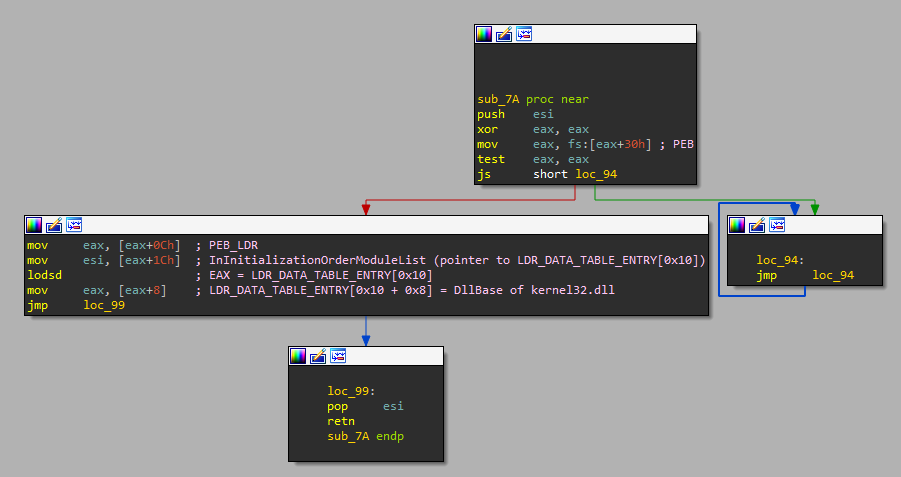 sub_7A proc near
push esi
xor eax, eax
mov eax, fs:[eax+30h] ; PEB
test eax, eax
js short loc_94
mov eax, [eax+0Ch] ; PEB_LDR
mov esi, [eax+1Ch] ; InInitializationOrderModuleList (pointer to LDR_DATA_TABLE_ENTRY[0x10])
lodsd ; EAX = LDR_DATA_TABLE_ENTRY[0x10]
mov eax, [eax+8] ; LDR_DATA_TABLE_ENTRY[0x10 + 0x8] = DllBase of kernel32.dll
jmp loc_99
loc_94:
jmp loc_94
loc_99:
pop esi
retn
sub_7A endp